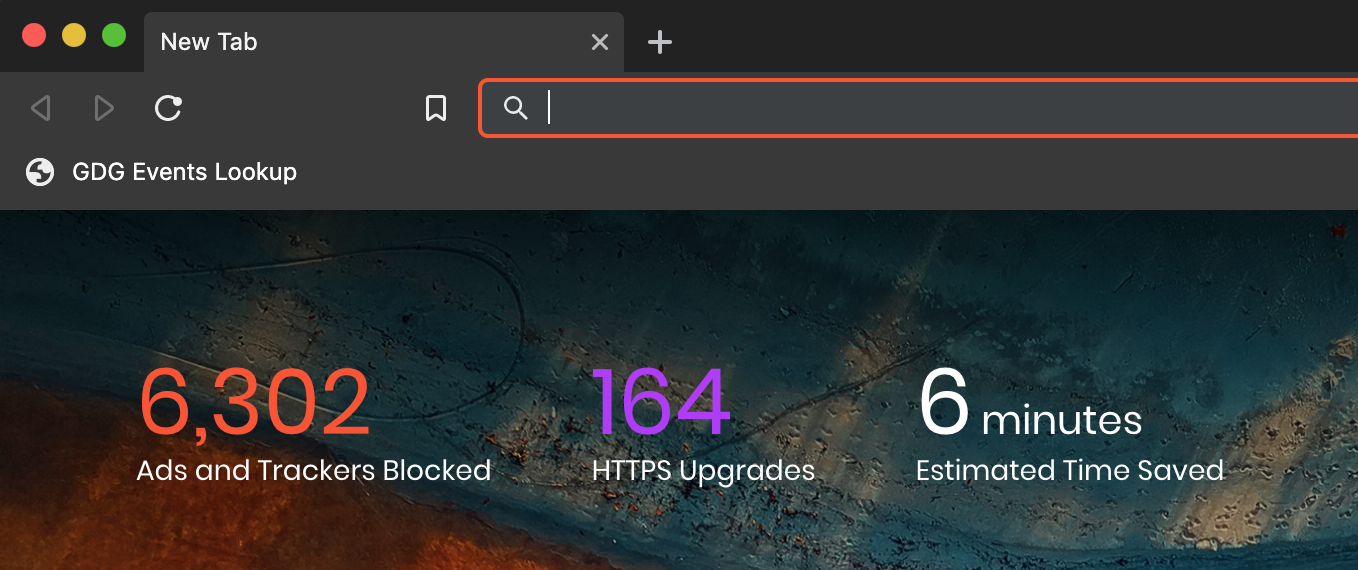 New Tab
GDG Events Lookup
6,302
Ads and Trackers Blocked
164
HTTPS Upgrades
6 minutes
Estimated Time Saved